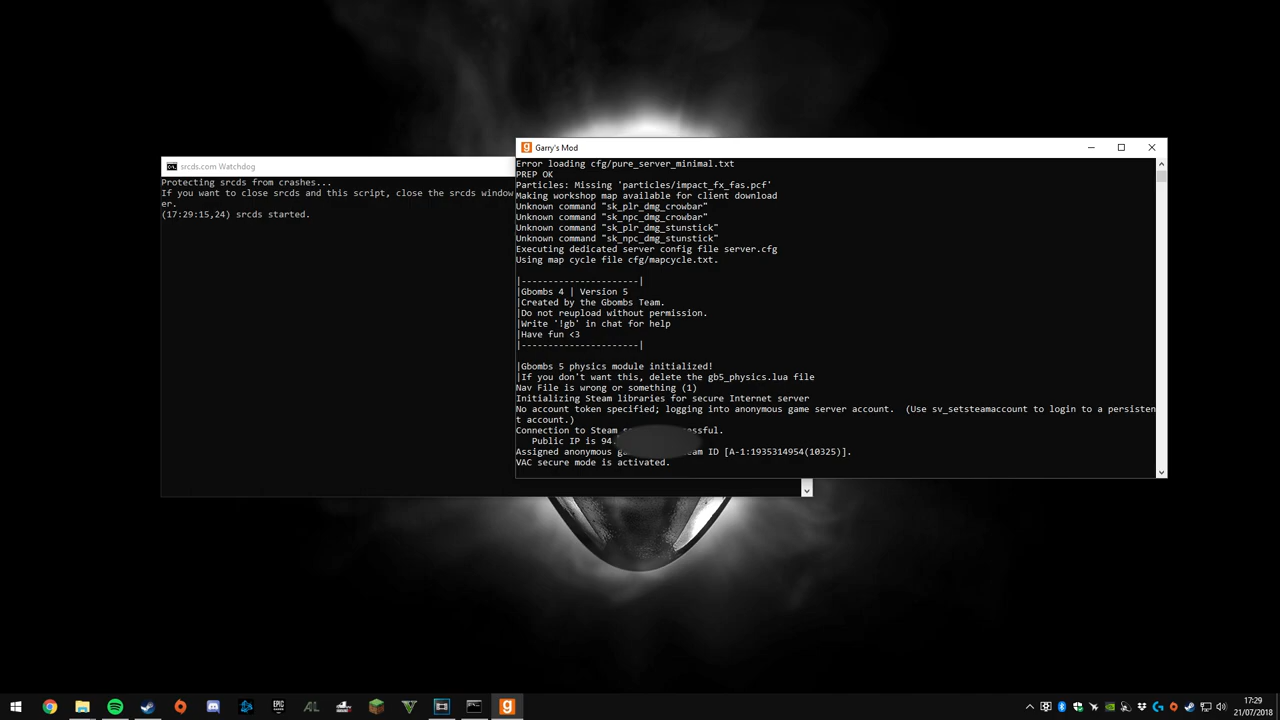 srcds.com Watchdog
Protecting srcds from crashes...
If you want to close srcds and this script, close the srcds window
er.
(17:29:15,24) srcds started.
Garry's Mod
Error loading cfg/pure_server_minimal.txt
PREP OK
Particles: Missing 'particles/impact_fx_fas.pcf'
Making workshop map available for client download
Unknown command "sk_plr_dmg_crowbar"
Unknown command "sk_npc_dmg_crowbar"
Unknown command "sk_plr_dmg_stunstick"
Unknown command "sk_npc_dmg_stunstick"
Executing dedicated server config file server.cfg
Using map cycle file cfg/mapcycle.txt.
|----------------------|
|Gbombs 4 | Version 5
|Created by the Gbombs Team.
|Do not reupload without permission.
|Write '!gb' in chat for help
|Have fun <3
|----------------------|
|Gbombs 5 physics module initialized!
|If you don't want this, delete the gb5_physics.lua file
Nav File is wrong or something (1)
Initializing Steam libraries for secure Internet server
No account token specified; logging into anonymous game server account.  (Use sv_setsteamaccount to login to a persisten
t account.)
Connection to Steam
Public IP is 94.
Assigned anonymous ID [A-1:1935314954(10325)].
VAC secure mode is activated.
EPIC
GAMES
AL
V
g
17:29
21/07/2018